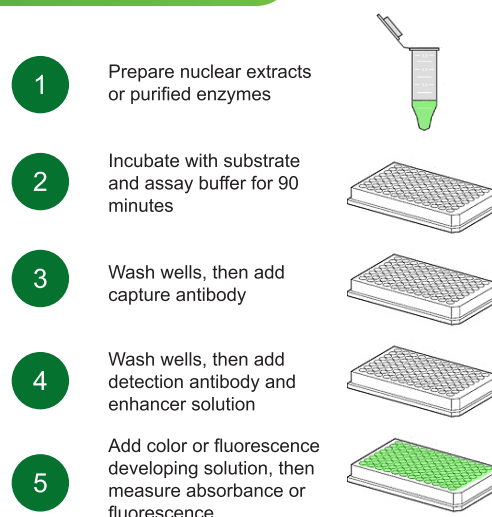 1
Prepare nuclear extracts
or purified enzymes
2
Incubate with substrate
and assay buffer for 90
minutes
3
Wash wells, then add
capture antibody
4
Wash wells, then add
detection antibody and
enhancer solution
5
Add color or fluorescence
developing solution, then
measure absorbance or
fluorescence